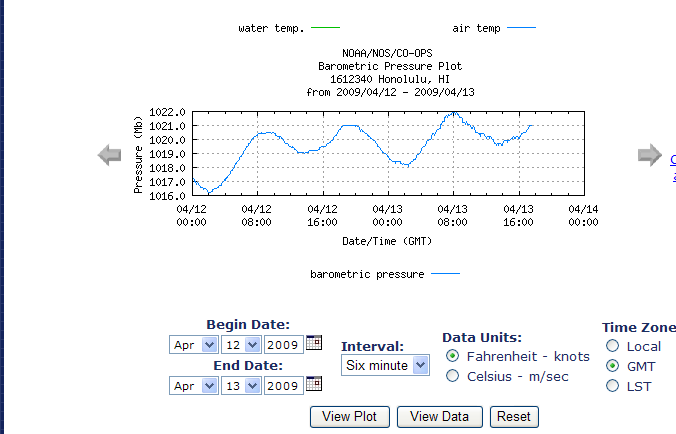 water temp. air temp
NOAA/NOS/CO-OPS
Barometric Pressure Plot
1612340 Honolulu, HI
from 2009/04/12 - 2009/04/13
Pressure (Mb)
1022.0
1021.0
1020.0
1019.0
1018.0
1017.0
1016.0
04/12 04/12 04/12 04/13 04/13 04/13 04/14
00:00 08:00 16:00 00:00 08:00 16:00 00:00
Date/Time (GMT)
barometric pressure
Begin Date:
Apr 12 2009
End Date:
Apr 13 2009
Interval:
Six minute
Data Units:
Fahrenheit - knots
Celsius - m/sec
Time Zone
Local
GMT
LST
View Plot View Data Reset